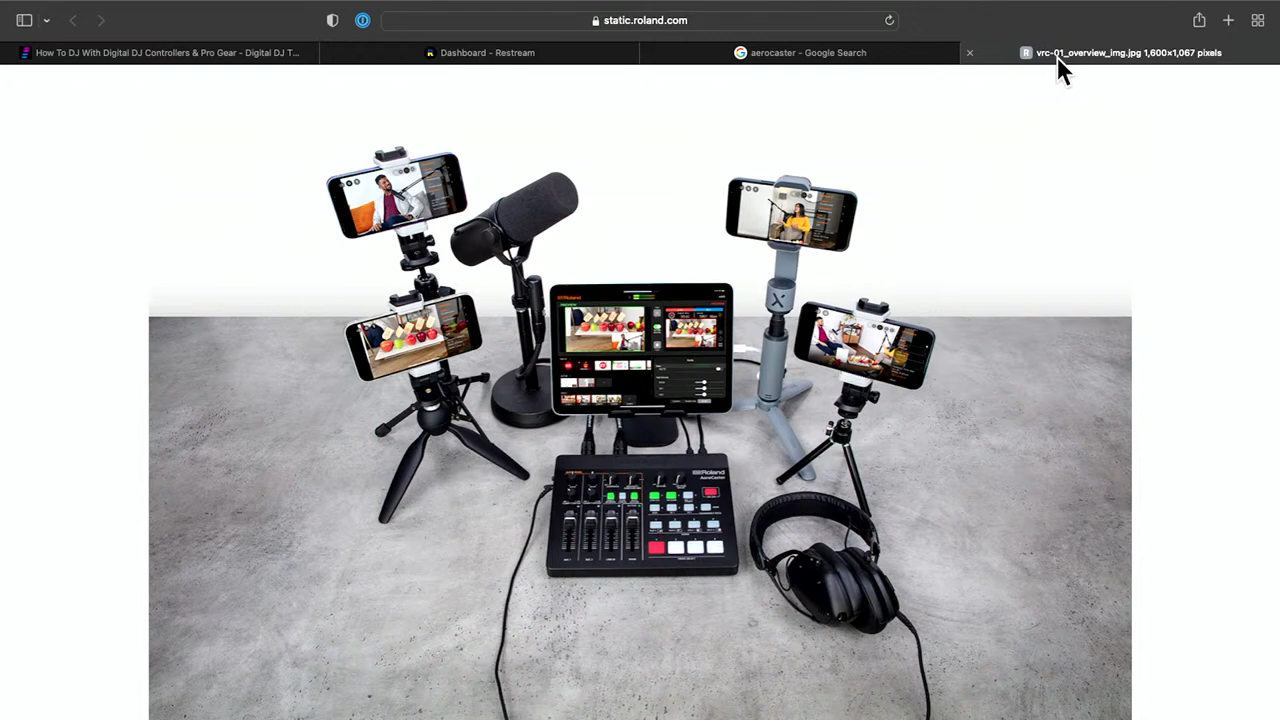 static.roland.com
How To DJ With Digital DJ Controllers & Pro Gear - Digital DJ T...
Dashboard - Restream
aerocaster - Google Search
R vrc-01_overview_img.jpg 1,600×1,067 pixels
Roland
Roland
AeroCaster